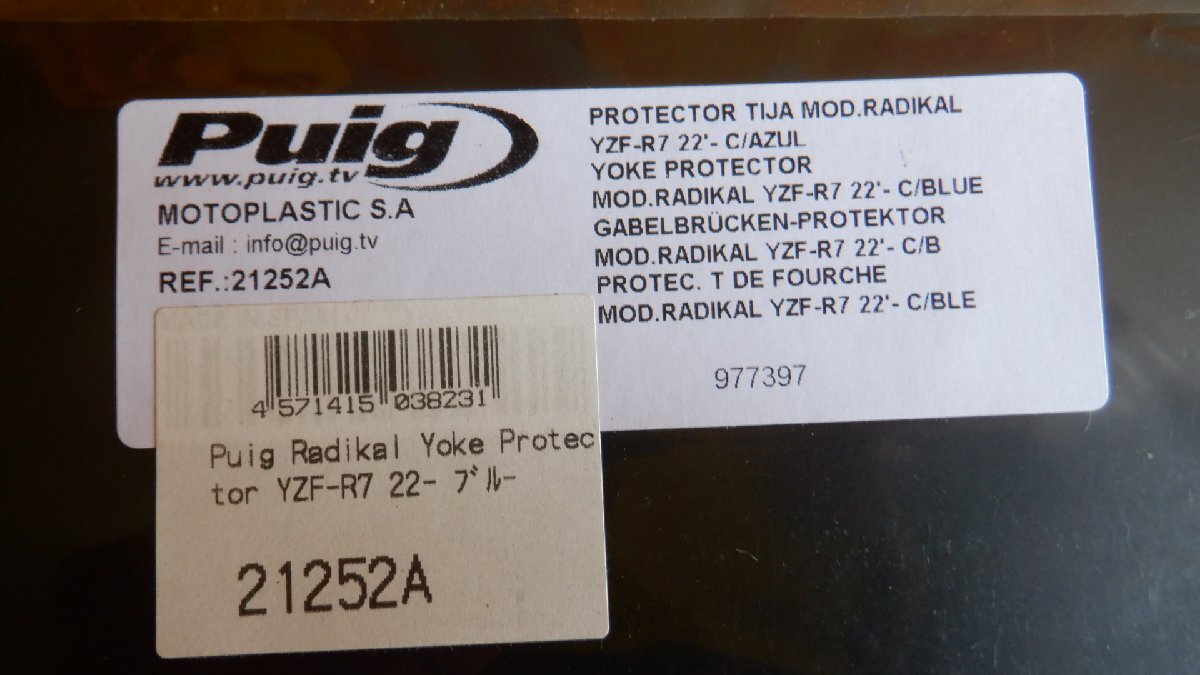 Puig
www.puig.tv
MOTOPLASTIC S.A
E-mail : info@puig.tv
REF.:21252A
PROTECTOR TIJA MOD.RADIKAL
YZF-R7 22'- C/AZUL
YOKE PROTECTOR
MOD.RADIKAL YZF-R7 22'- C/BLUE
GABELBRÜCKEN-PROTEKTOR
MOD.RADIKAL YZF-R7 22'- C/B
PROTEC. T DE FOURCHE
MOD.RADIKAL YZF-R7 22'- C/BLE
977397
4 571415 038231
Puig Radikal Yoke Protec
tor YZF-R7 22- ﾌﾞﾙｰ
21252A